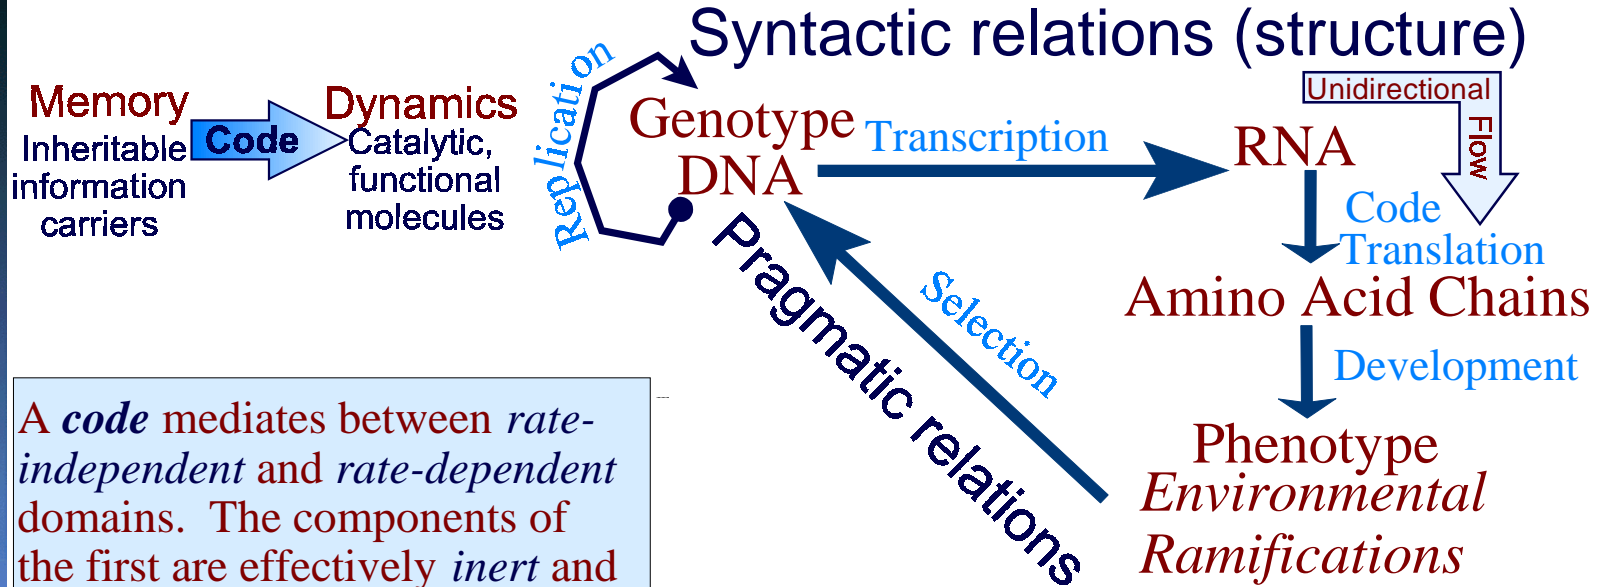 Syntactic relations (structure)
Memory
Inheritable
information
carriers
Code
Dynamics
Catalytic,
functional
molecules
Replication
Genotype
DNA
Transcription
RNA
Unidirectional
Flow
Code
Translation
Amino Acid Chains
Development
Phenotype
Environmental
Ramifications
Selection
Pragmatic relations
A code mediates between rate-
independent and rate-dependent
domains. The components of
the first are effectively inert and